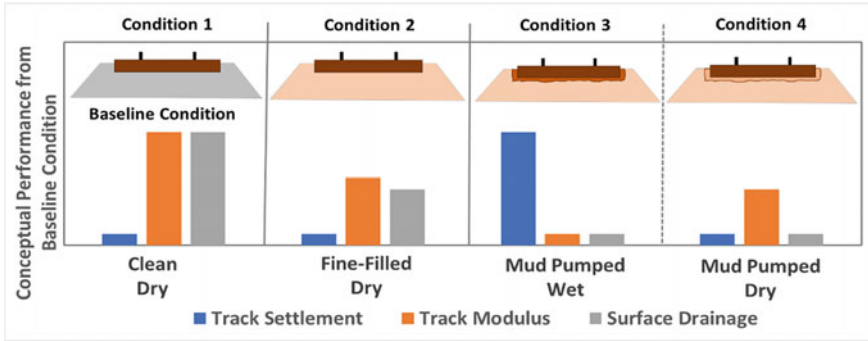 Condition 1
Condition 2
Condition 3
Condition 4
Conceptual Performance from
Baseline Condition
Baseline Condition
Clean
Dry
Fine-Filled
Dry
Mud Pumped
Wet
Mud Pumped
Dry
Track Settlement
Track Modulus
Surface Drainage